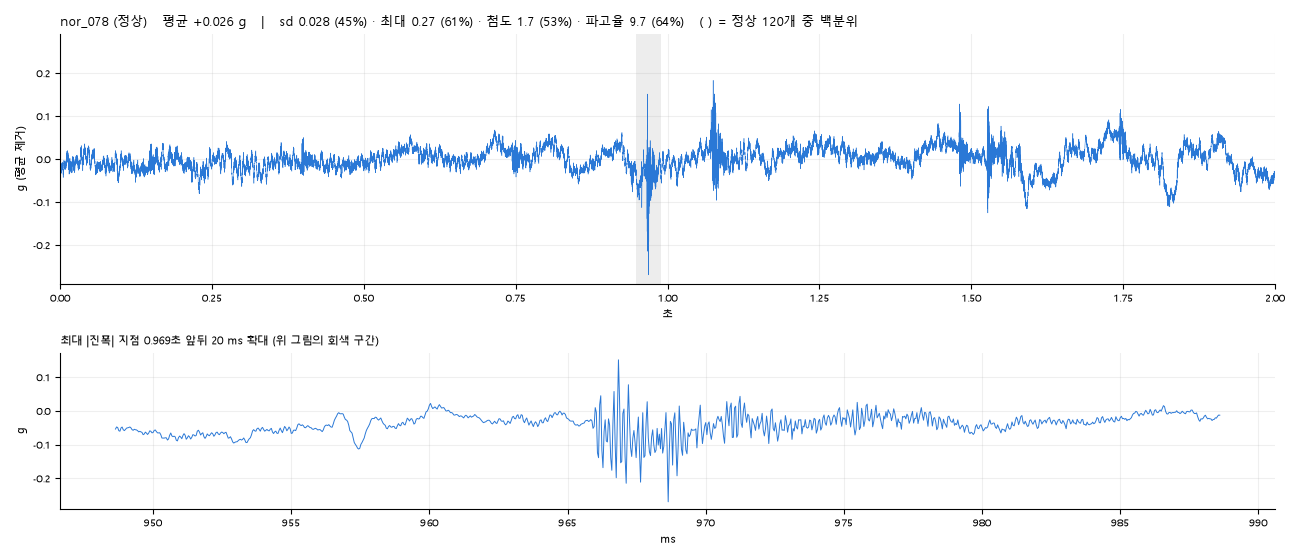 nor_078 (정상) 평균 +0.026 g | sd 0.028 (45%) · 최대 0.27 (61%) · 첨도 1.7 (53%) · 파고율 9.7 (64%) ( ) = 정상 120개 중 백분위
g (평균 제거)
0.2
0.1
0.0
-0.1
-0.2
0.00 0.25 0.50 0.75 1.00 1.25 1.50 1.75 2.00
초
최대 |진폭| 지점 0.969초 앞뒤 20 ms 확대 (위 그림의 회색 구간)
g
0.1
0.0
-0.1
-0.2
950 955 960 965 970 975 980 985 990
ms